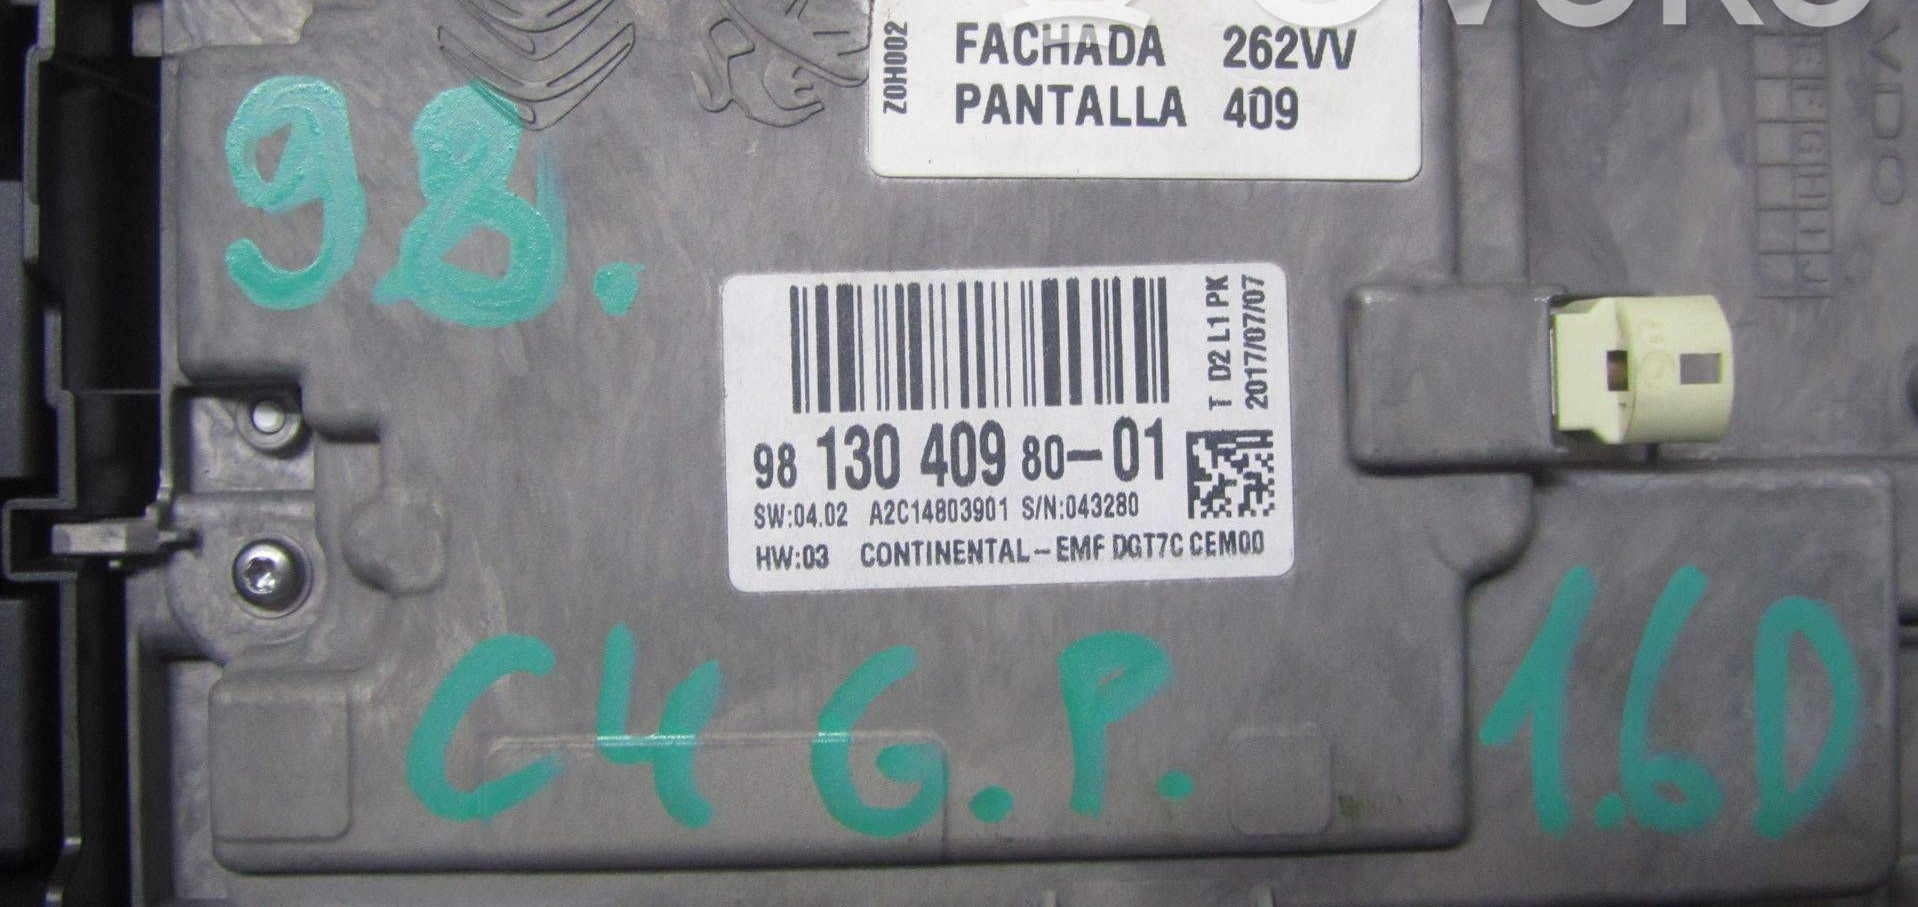 Z0H002
FACHADA 262VV
PANTALLA 409
VDO
98.
T D2 L1 PK
2017/07/07
98 130 409 80-01
SW:04.02 A2C14803901 S/N:043280
HW:03 CONTINENTAL-EMF DGT7C CEM00
C4 G.P. 1.6D